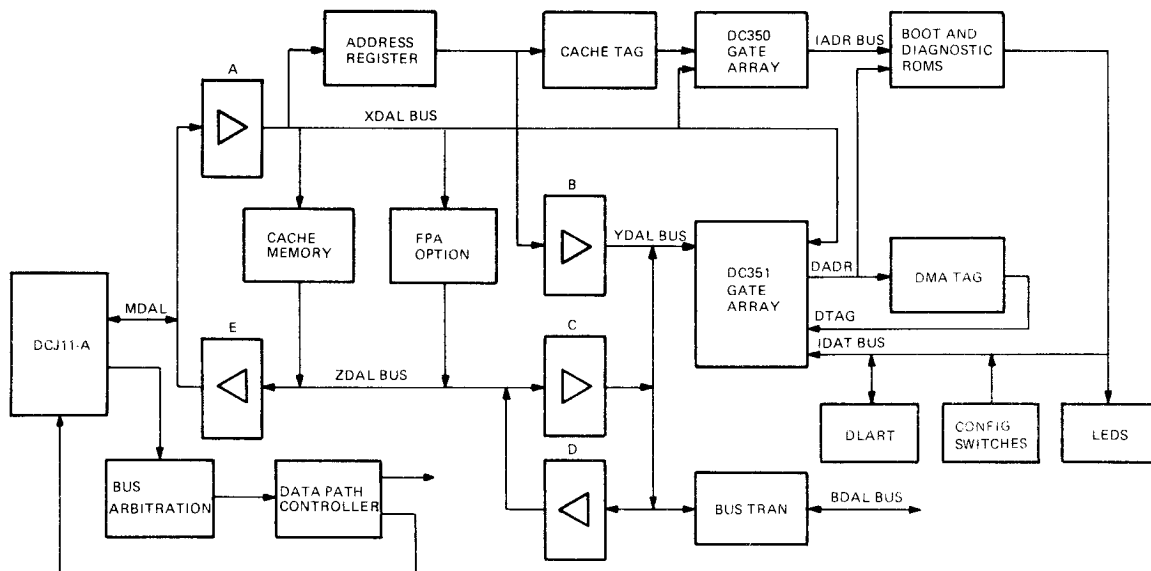 ADDRESS
REGISTER
CACHE TAG
DC350
GATE
ARRAY
IADR BUS
BOOT AND
DIAGNOSTIC
ROMS
A
XDAL BUS
B
CACHE
MEMORY
FPA
OPTION
YDAL BUS
DC351
GATE
ARRAY
DADR
DMA TAG
DTAG
IDAT BUS
DCJ11-A
MDAL
E
C
ZDAL BUS
DLART
CONFIG
SWITCHES
LEDS
D
BUS
ARBITRATION
DATA PATH
CONTROLLER
BUS TRAN
BDAL BUS